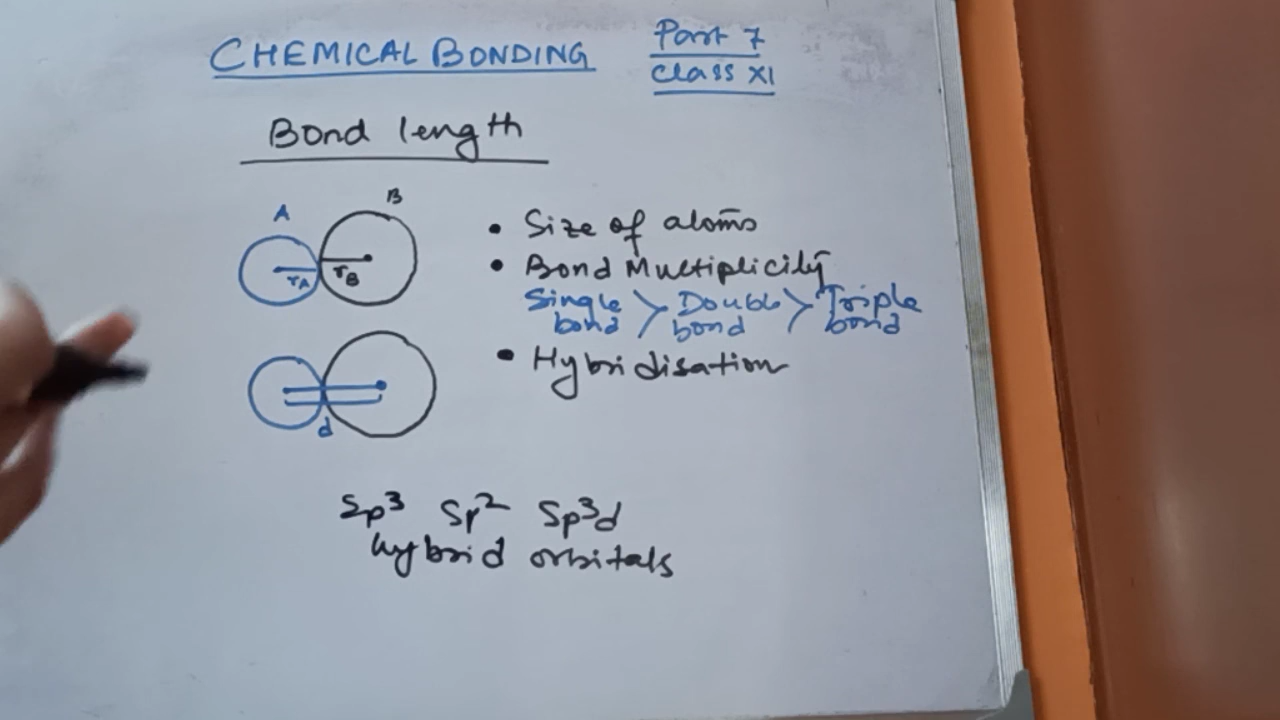 CHEMICAL BONDING
Part 7
Class XI
Bond length
A
B
rA
rB
d
• Size of atoms
• Bond Multiplicity
Single bond > Double bond > Triple bond
• Hybridisation
Sp³ Sp² Sp³d
hybrid orbitals